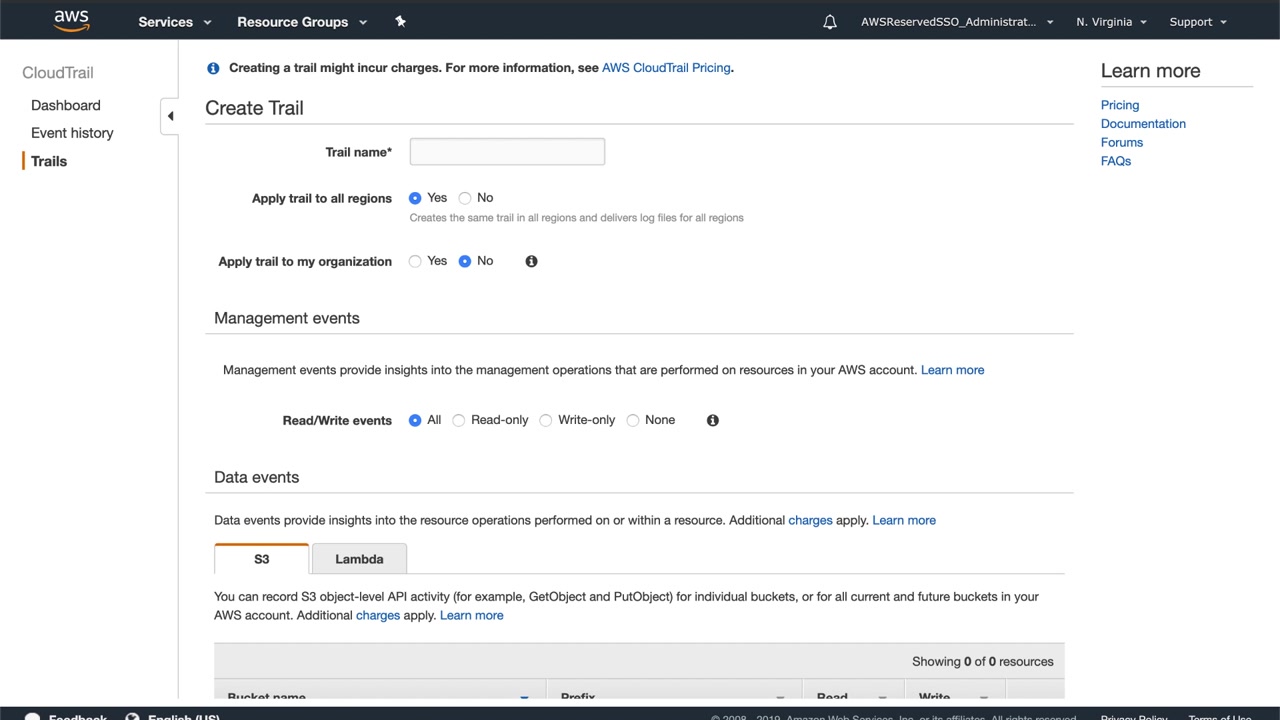 aws Services Resource Groups AWSReservedSSO_Administrat... N. Virginia Support
CloudTrail
Dashboard
Event history
Trails
Creating a trail might incur charges. For more information, see AWS CloudTrail Pricing.
Create Trail
Trail name*
Apply trail to all regions Yes No
Creates the same trail in all regions and delivers log files for all regions
Apply trail to my organization Yes No
Management events
Management events provide insights into the management operations that are performed on resources in your AWS account. Learn more
Read/Write events All Read-only Write-only None
Data events
Data events provide insights into the resource operations performed on or within a resource. Additional charges apply. Learn more
S3 Lambda
You can record S3 object-level API activity (for example, GetObject and PutObject) for individual buckets, or for all current and future buckets in your
AWS account. Additional charges apply. Learn more
Showing 0 of 0 resources
Bucket name Prefix Read Write
Learn more
Pricing
Documentation
Forums
FAQs
Feedback English (US) © 2008 - 2019, Amazon Web Services, Inc. or its affiliates. All rights reserved. Privacy Policy Terms of Use